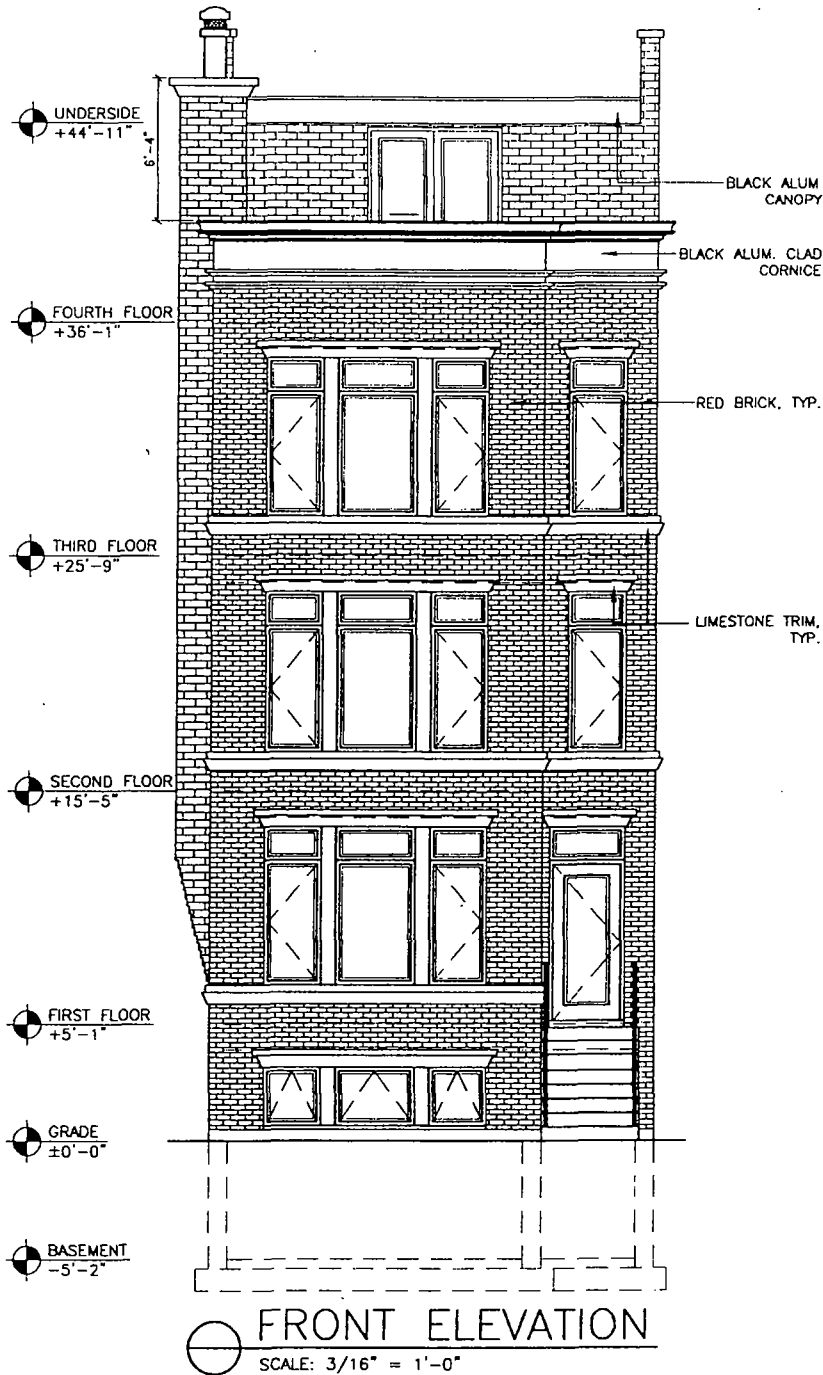 UNDERSIDE
+44'-11"
6'-4"
BLACK ALUM
CANOPY
BLACK ALUM. CLAD
CORNICE
FOURTH FLOOR
+36'-1"
RED BRICK, TYP.
THIRD FLOOR
+25'-9"
LIMESTONE TRIM,
TYP.
SECOND FLOOR
+15'-5"
FIRST FLOOR
+5'-1"
GRADE
±0'-0"
BASEMENT
-5'-2"
FRONT ELEVATION
SCALE: 3/16" = 1'-0"